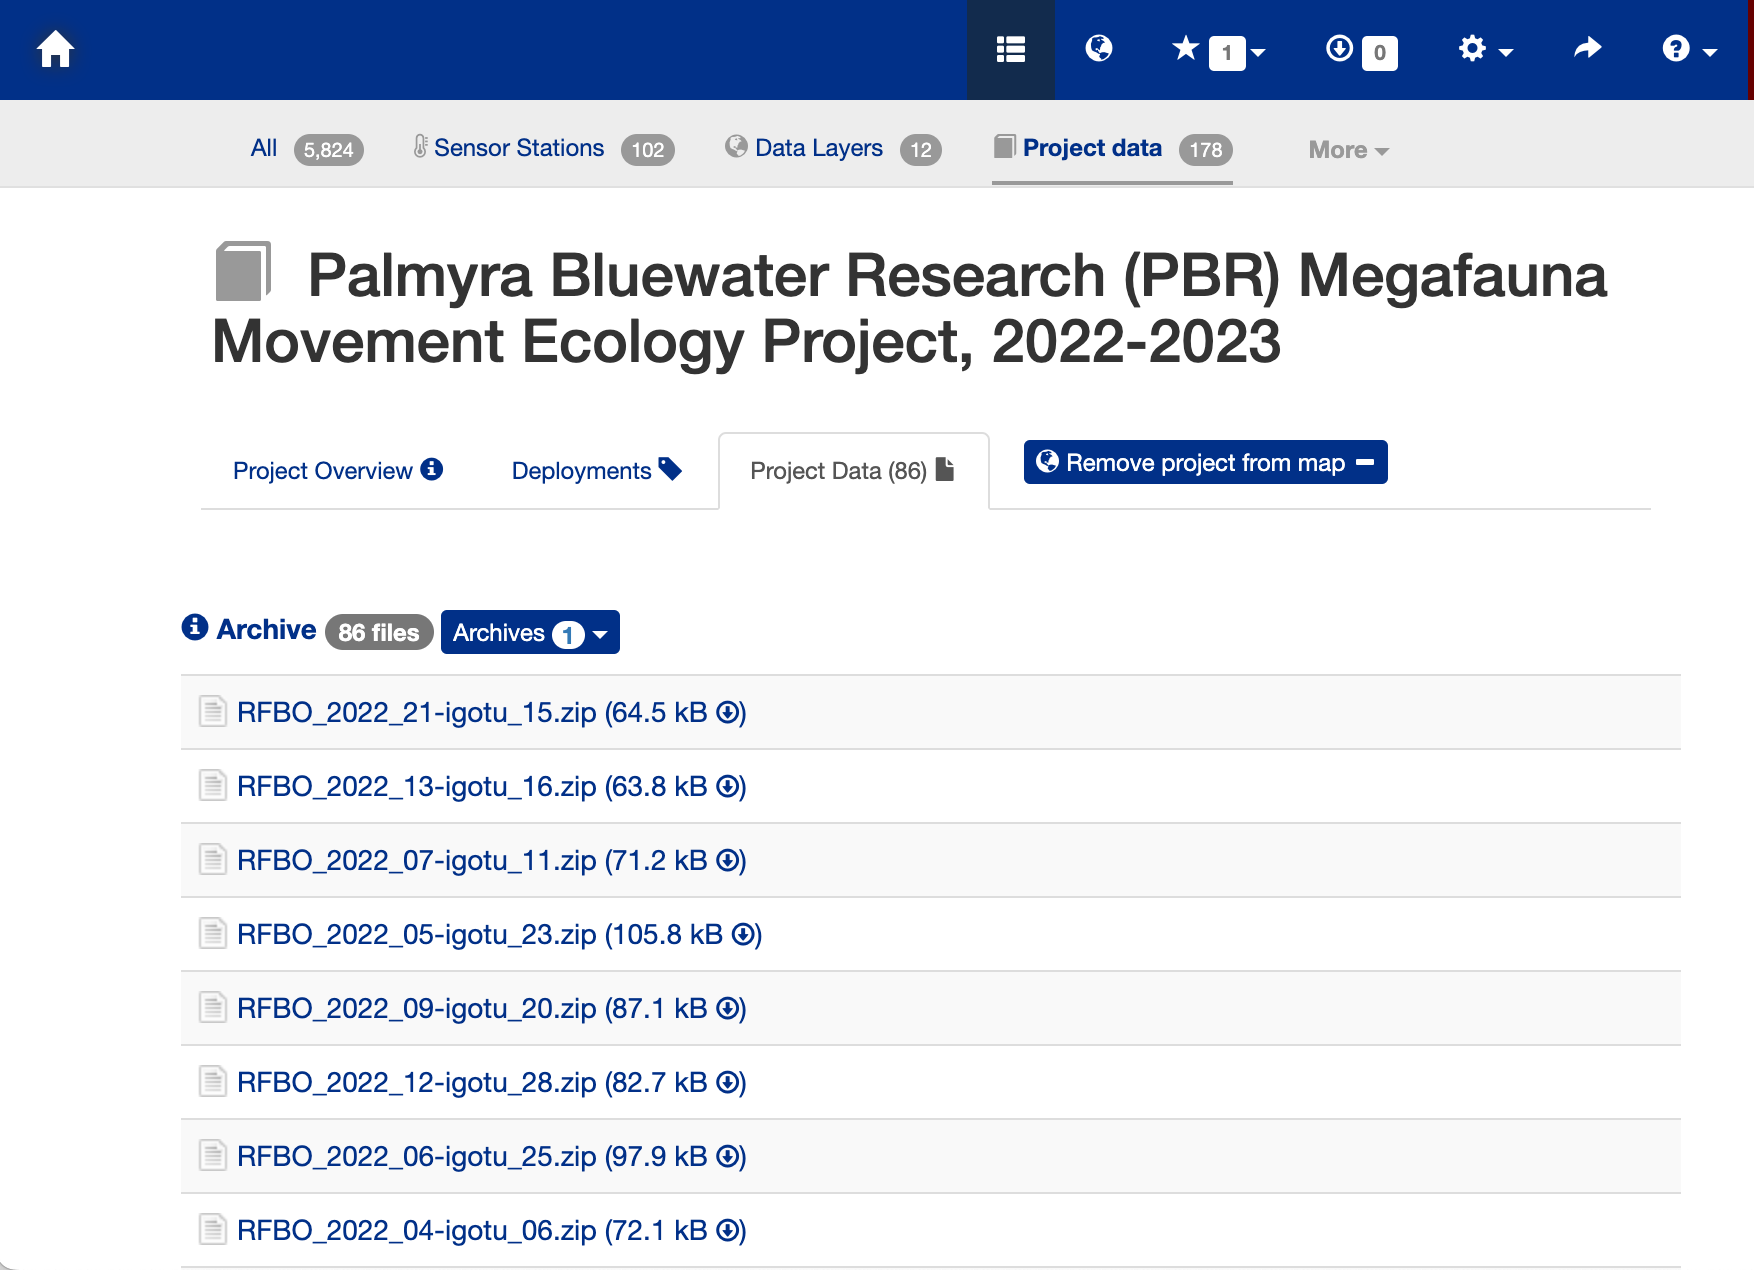 1
0
All 5,824 Sensor Stations 102 Data Layers 12 Project data 178 More
Palmyra Bluewater Research (PBR) Megafauna
Movement Ecology Project, 2022-2023
Project Overview Deployments Project Data (86) Remove project from map
Archive 86 files Archives 1
RFBO_2022_21-igotu_15.zip (64.5 kB )
RFBO_2022_13-igotu_16.zip (63.8 kB )
RFBO_2022_07-igotu_11.zip (71.2 kB )
RFBO_2022_05-igotu_23.zip (105.8 kB )
RFBO_2022_09-igotu_20.zip (87.1 kB )
RFBO_2022_12-igotu_28.zip (82.7 kB )
RFBO_2022_06-igotu_25.zip (97.9 kB )
RFBO_2022_04-igotu_06.zip (72.1 kB )